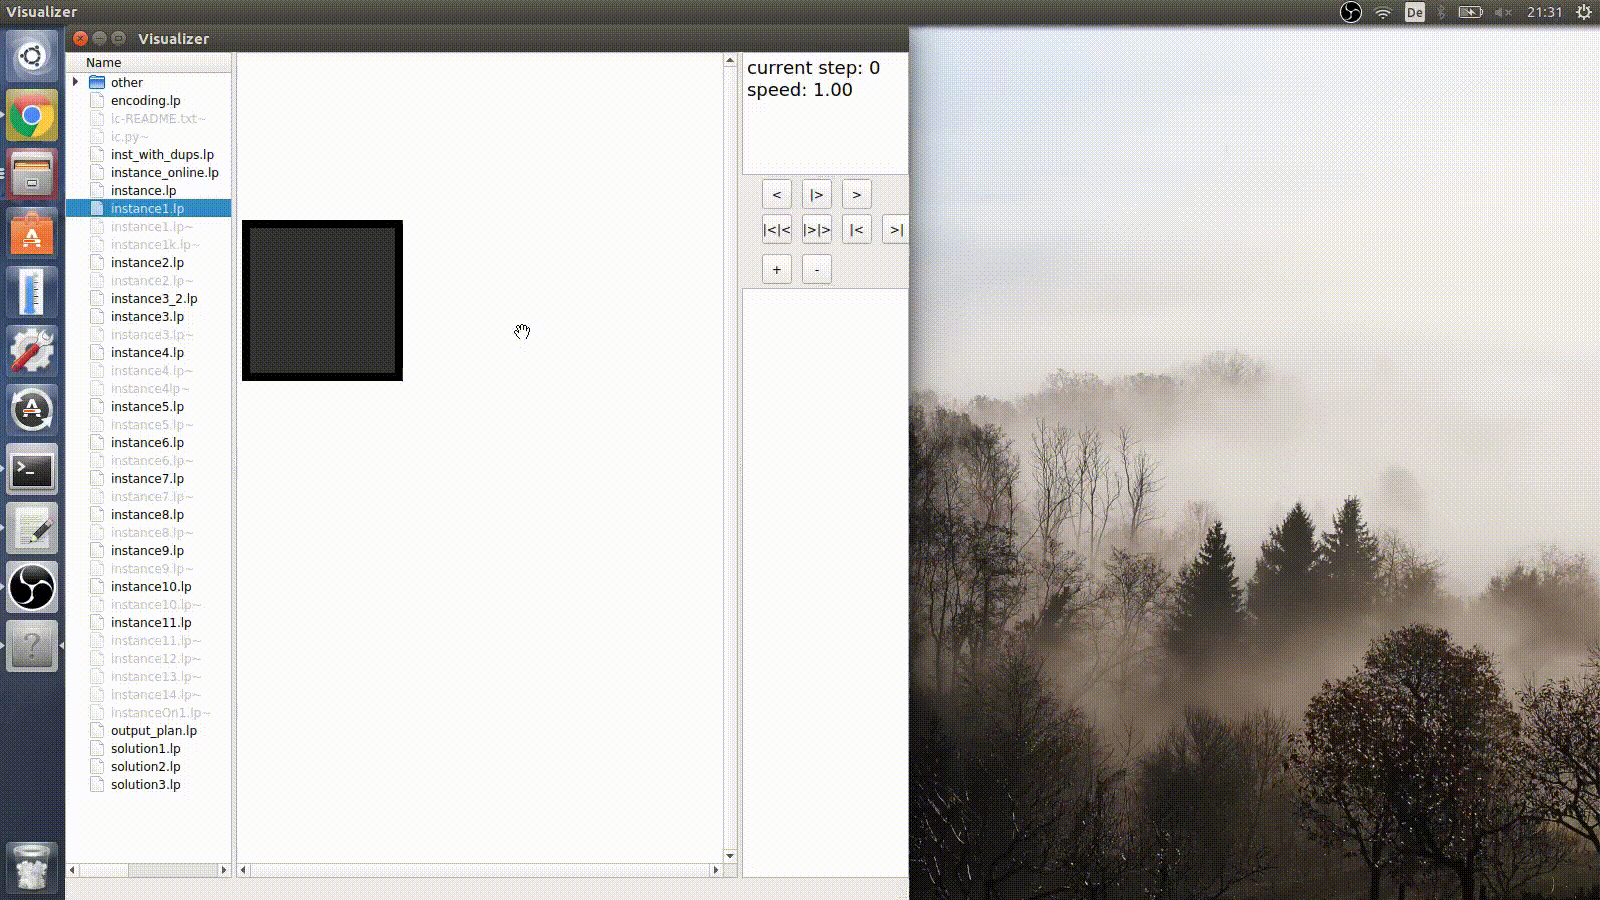 Visualizer
De
21:31
Visualizer
Name
other
encoding.lp
ic-README.txt~
ic.py~
inst_with_dups.lp
instance_online.lp
instance.lp
instance1.lp
instance1.lp~
instance1k.lp~
instance2.lp
instance2.lp~
instance3_2.lp
instance3.lp
instance3.lp~
instance4.lp
instance4.lp~
instance4lp~
instance5.lp
instance5.lp~
instance6.lp
instance6.lp~
instance7.lp
instance7.lp~
instance8.lp
instance8.lp~
instance9.lp
instance9.lp~
instance10.lp
instance10.lp~
instance11.lp
instance11.lp~
instance12.lp~
instance13.lp~
instance14.lp~
instanceOn1.lp~
output_plan.lp
solution1.lp
solution2.lp
solution3.lp
current step: 0
speed: 1.00
< |> >
|<|< |>|> |< >|
+ -